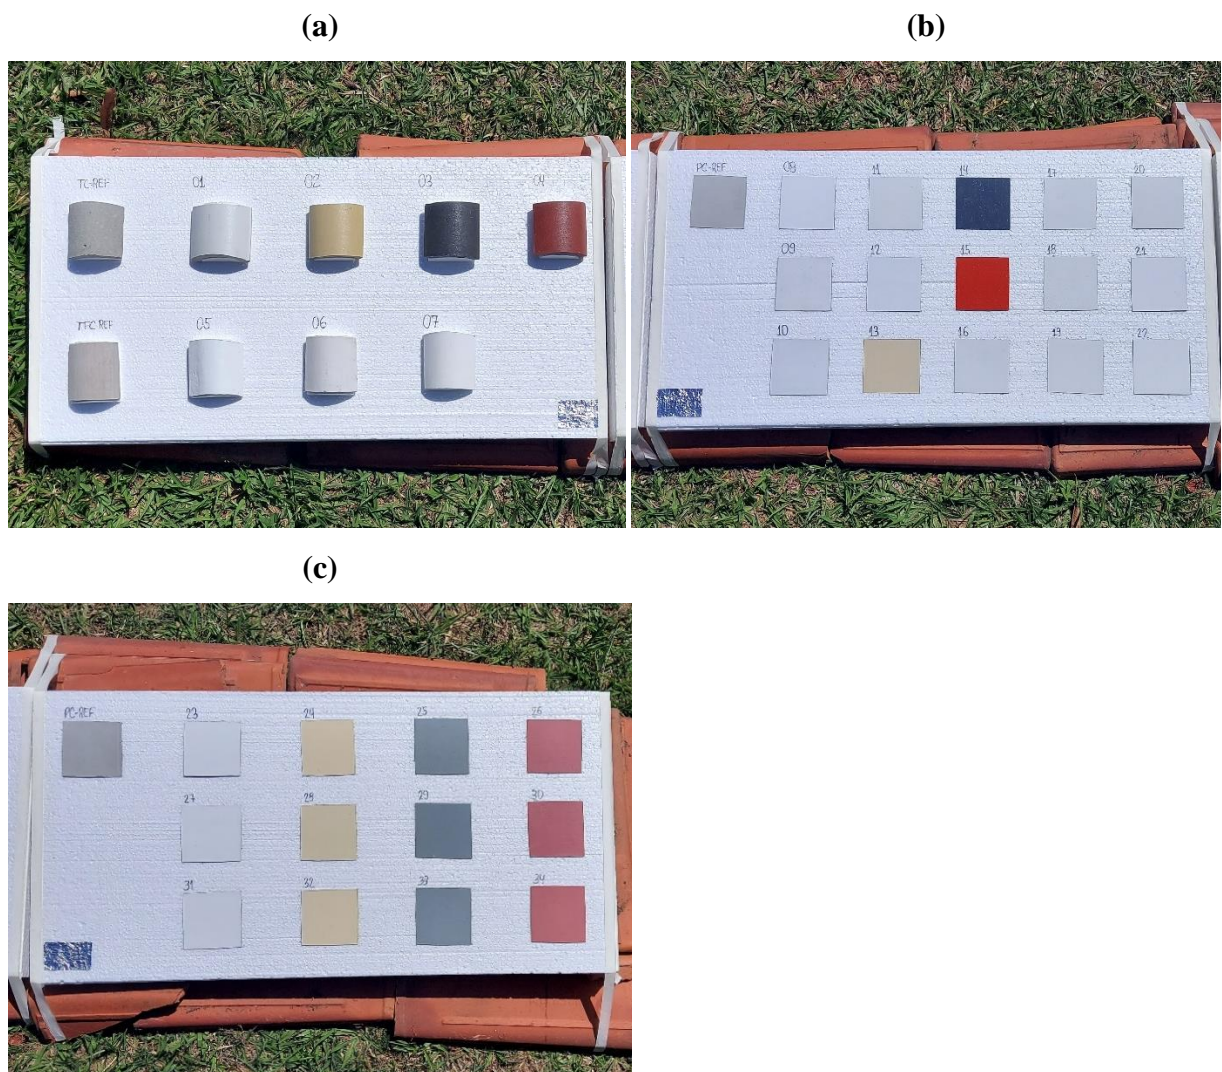 (a)
(b)
TC-REF 01 02 03 04
TFC REF 05 06 07
PC-REF 08 11 14 17 20
09 12 15 18 21
10 13 16 19 22
(c)
PC-REF 23 24 25 26
27 28 29 30
31 32 33 34